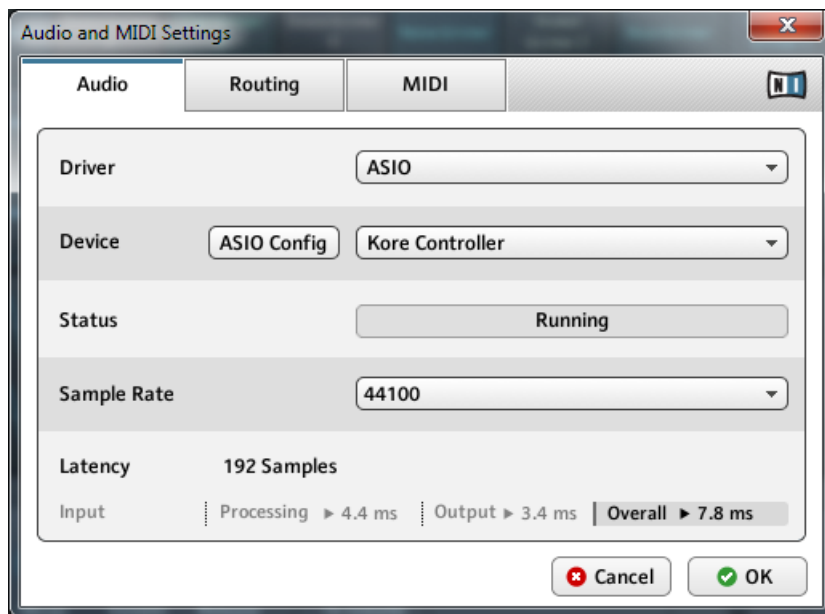 Audio and MIDI Settings
Audio Routing MIDI NI
Driver ASIO
Device ASIO Config Kore Controller
Status Running
Sample Rate 44100
Latency 192 Samples
Input Processing ▶ 4.4 ms Output ▶ 3.4 ms Overall ▶ 7.8 ms
Cancel OK